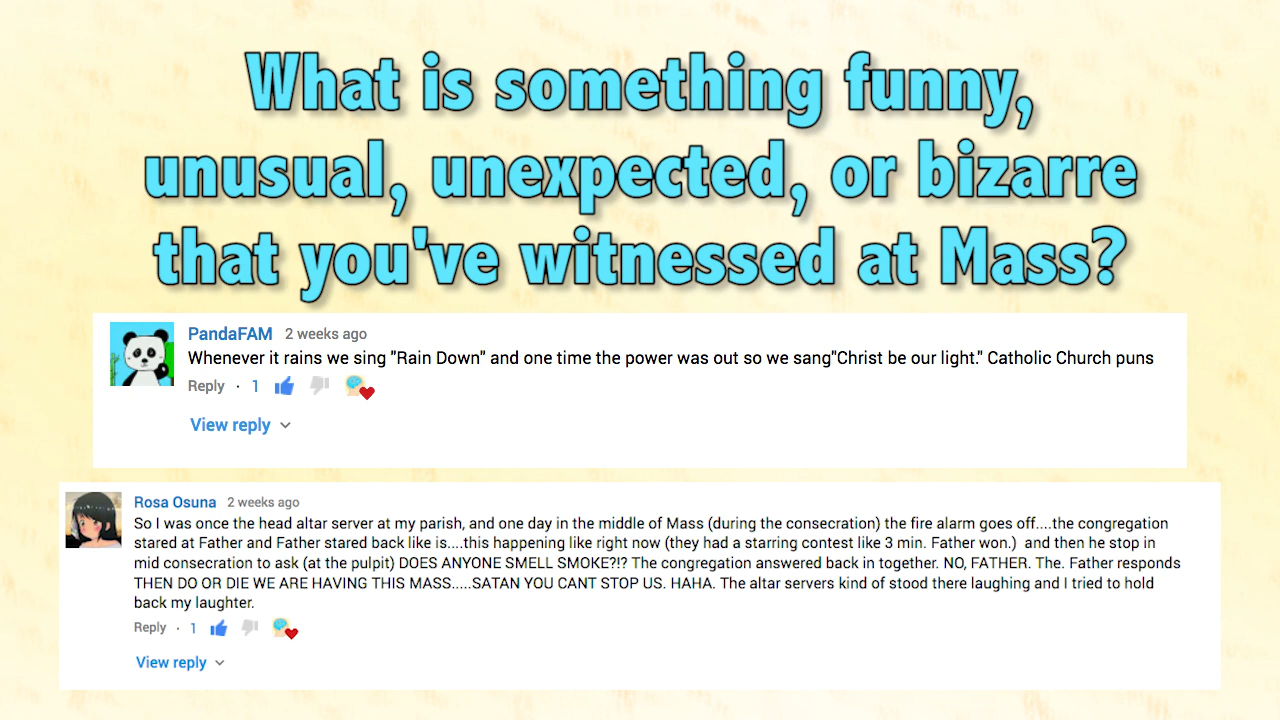 What is something funny,
unusual, unexpected, or bizarre
that you've witnessed at Mass?
PandaFAM 2 weeks ago
Whenever it rains we sing "Rain Down" and one time the power was out so we sang"Christ be our light." Catholic Church puns
Reply · 1
View reply
Rosa Osuna 2 weeks ago
So I was once the head altar server at my parish, and one day in the middle of Mass (during the consecration) the fire alarm goes off....the congregation
stared at Father and Father stared back like is....this happening like right now (they had a starring contest like 3 min. Father won.) and then he stop in
mid consecration to ask (at the pulpit) DOES ANYONE SMELL SMOKE?!? The congregation answered back in together. NO, FATHER. The. Father responds
THEN DO OR DIE WE ARE HAVING THIS MASS.....SATAN YOU CANT STOP US. HAHA. The altar servers kind of stood there laughing and I tried to hold
back my laughter.
Reply · 1
View reply